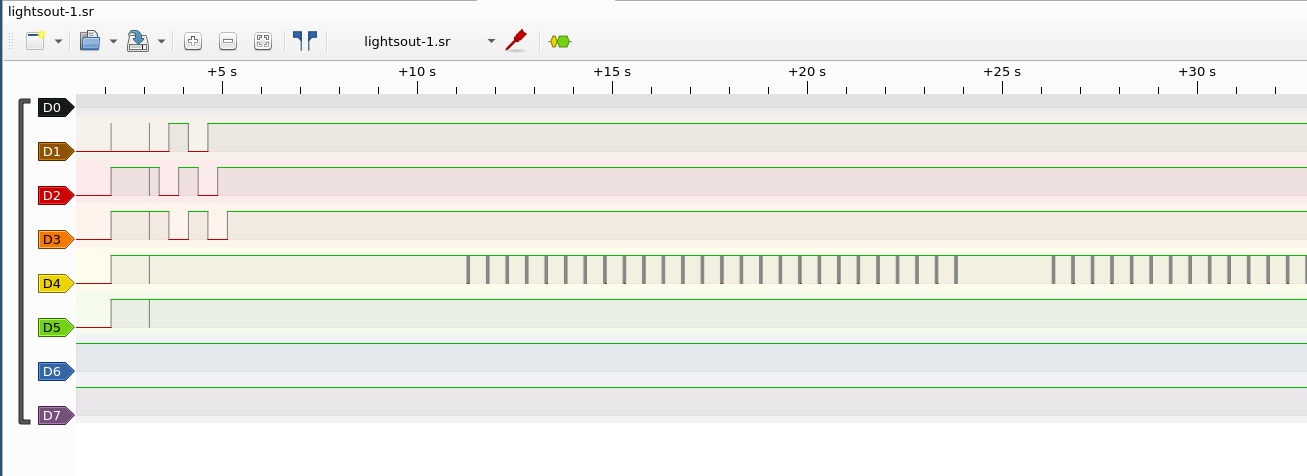 lightsout-1.sr
lightsout-1.sr
+5 s +10 s +15 s +20 s +25 s +30 s
D0
D1
D2
D3
D4
D5
D6
D7